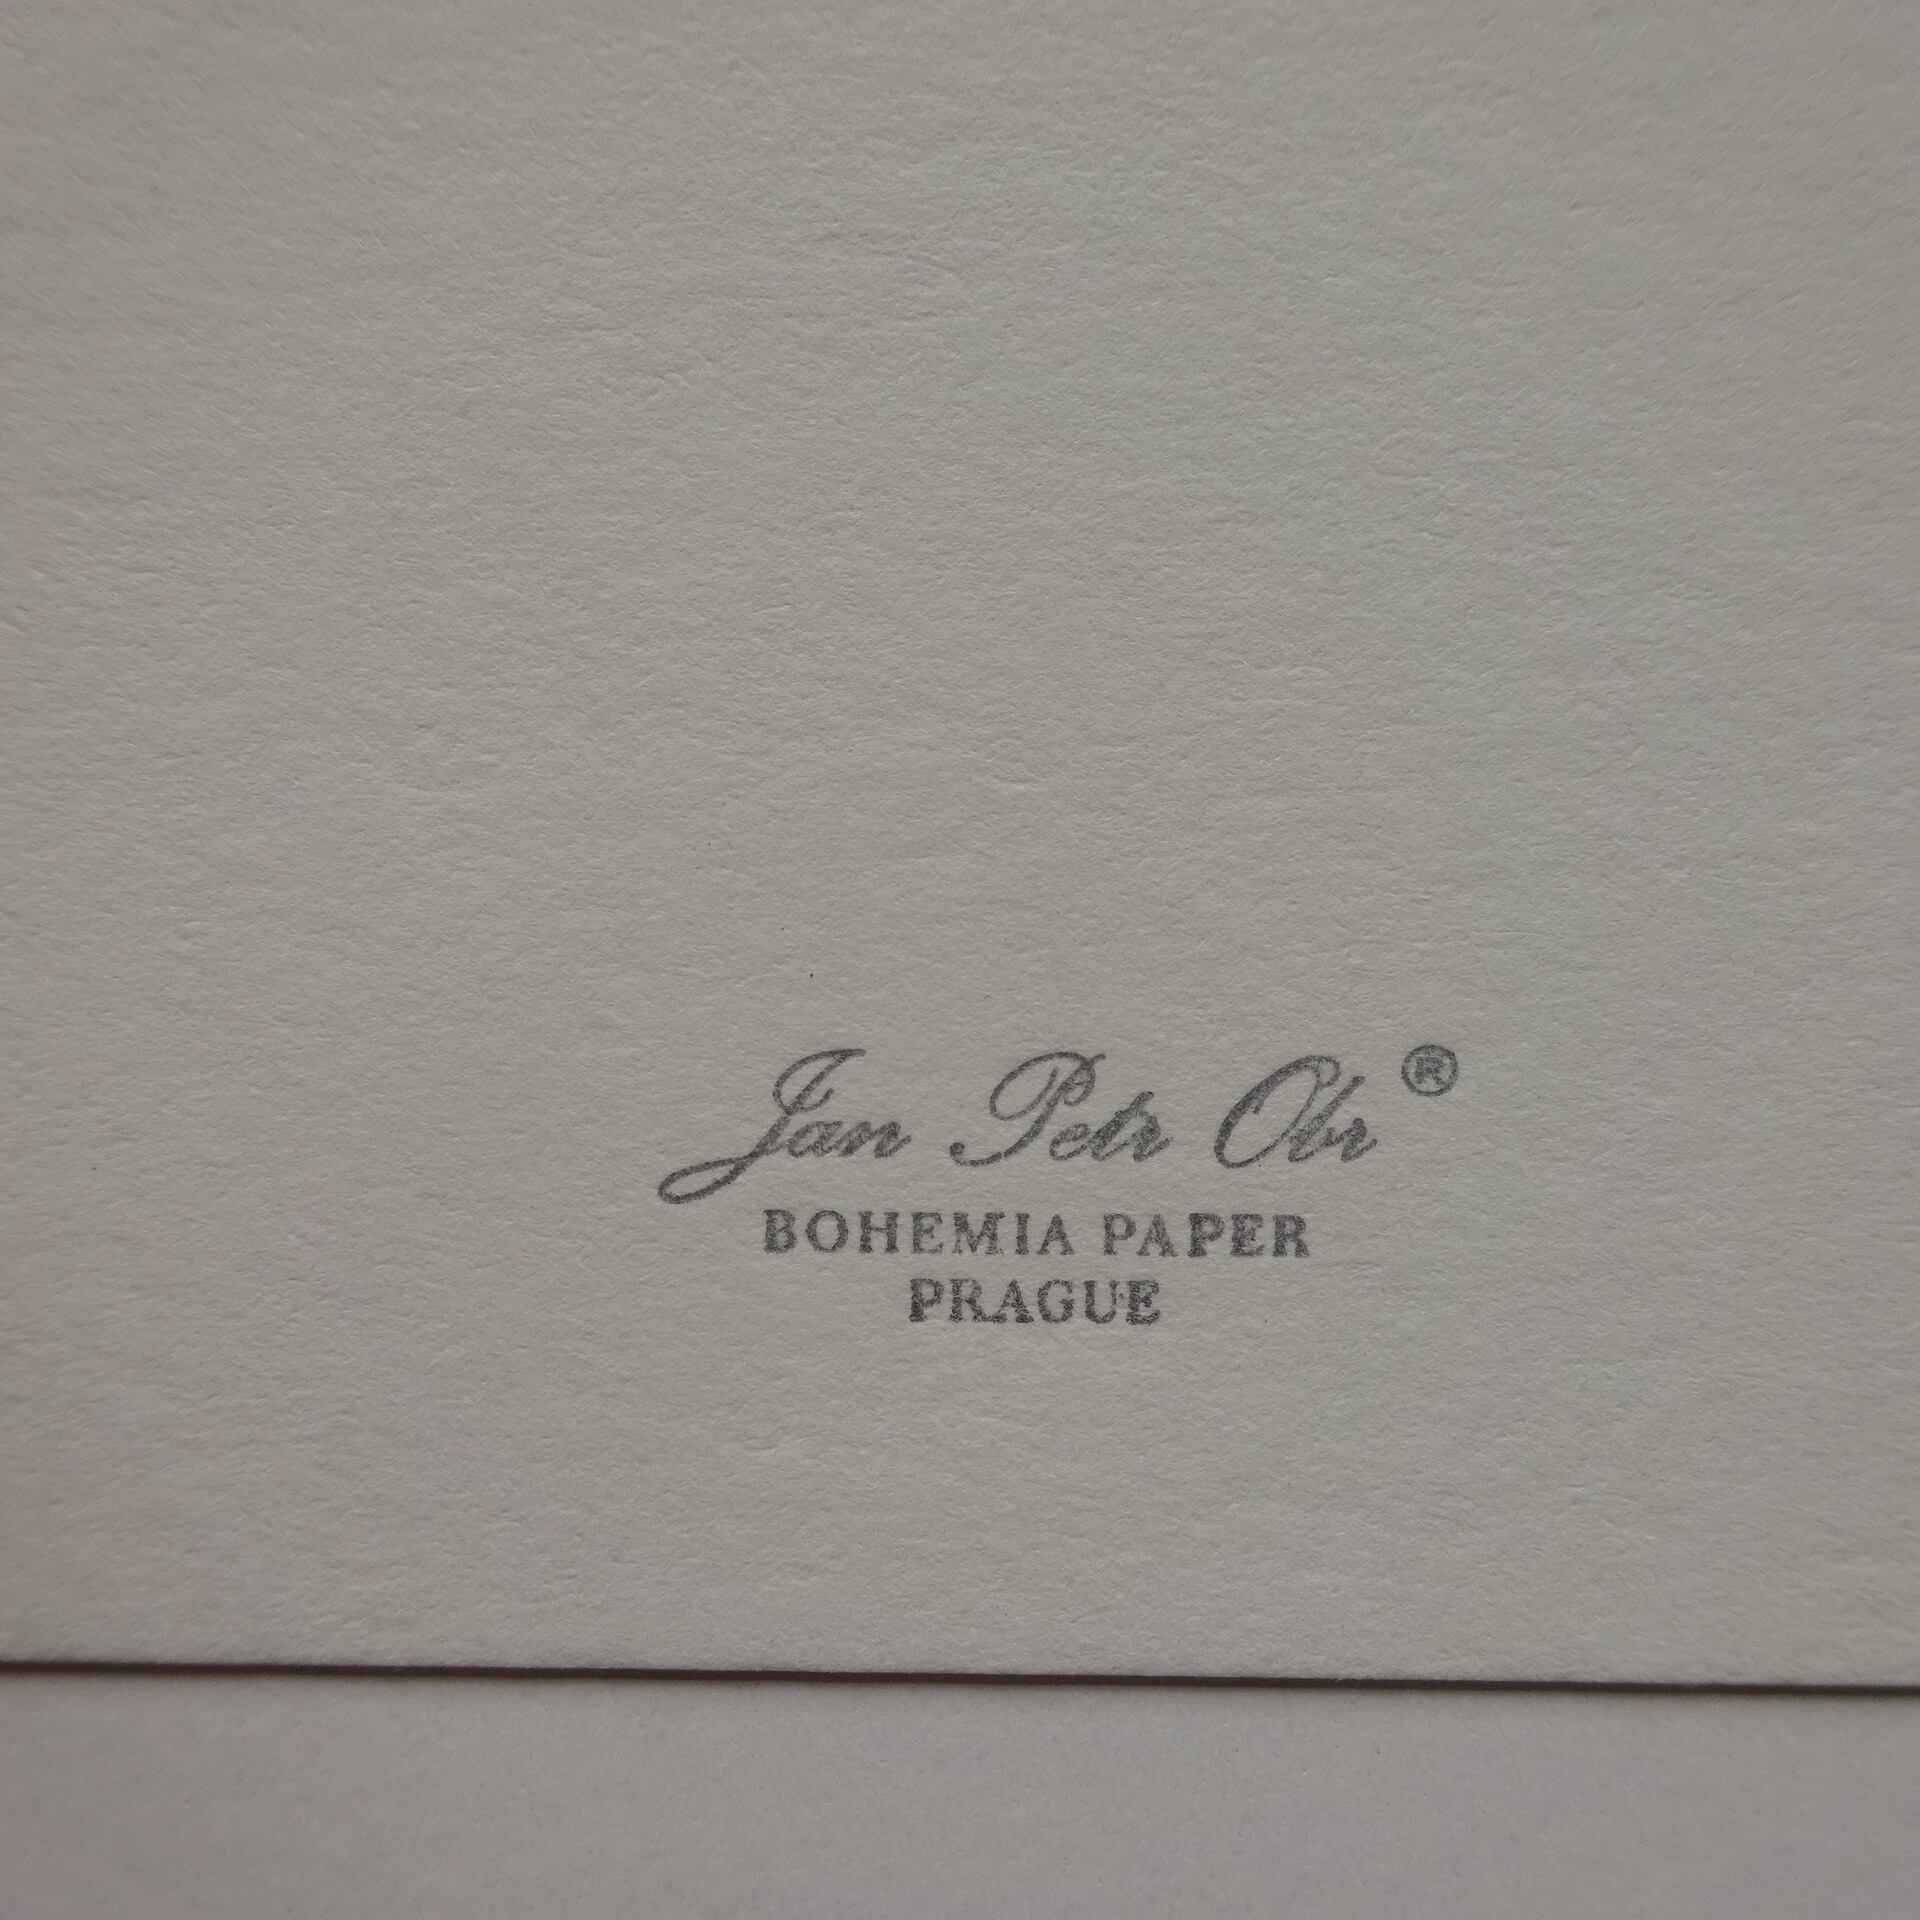 Jan Petr Obr ®
BOHEMIA PAPER
PRAGUE